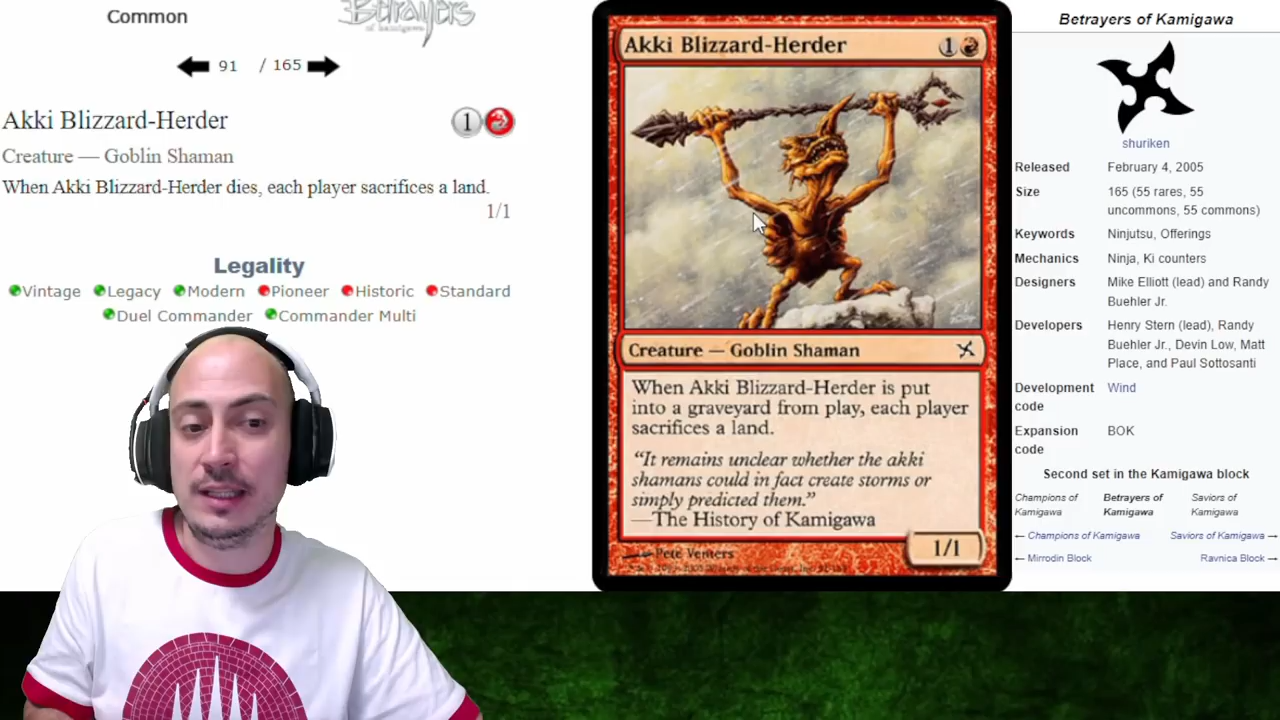 Common
Betrayers
of Kamigawa
91 / 165
Akki Blizzard-Herder
1
Creature — Goblin Shaman
When Akki Blizzard-Herder dies, each player sacrifices a land.
1/1
Legality
Vintage Legacy Modern Pioneer Historic Standard
Duel Commander Commander Multi
Akki Blizzard-Herder 1
Creature — Goblin Shaman
When Akki Blizzard-Herder is put
into a graveyard from play, each player
sacrifices a land.
“It remains unclear whether the akki
shamans could in fact create storms or
simply predicted them.”
—The History of Kamigawa
Pete Venters
1/1
Betrayers of Kamigawa
shuriken
Released February 4, 2005
Size 165 (55 rares, 55
uncommons, 55 commons)
Keywords Ninjutsu, Offerings
Mechanics Ninja, Ki counters
Designers Mike Elliott (lead) and Randy
Buehler Jr.
Developers Henry Stern (lead), Randy
Buehler Jr., Devin Low, Matt
Place, and Paul Sottosanti
Development Wind
code
Expansion BOK
code
Second set in the Kamigawa block
Champions of Betrayers of Saviors of
Kamigawa Kamigawa Kamigawa
← Champions of Kamigawa Saviors of Kamigawa →
← Mirrodin Block Ravnica Block →